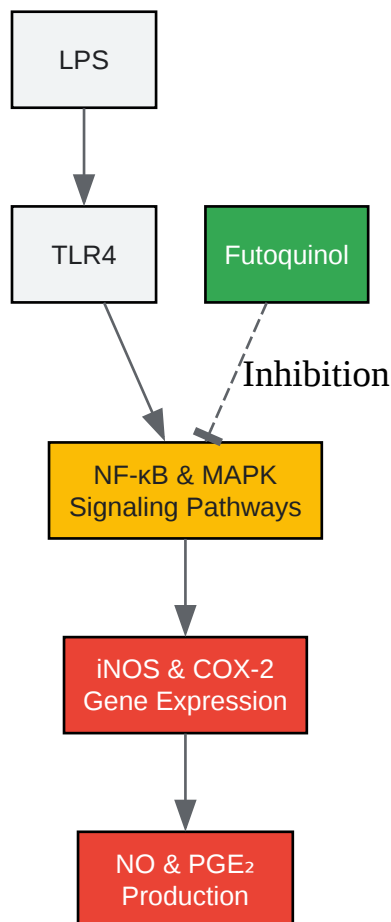 LPS
TLR4
Futoquinol
Inhibition
NF-κB & MAPK
Signaling Pathways
iNOS & COX-2
Gene Expression
NO & PGE₂
Production